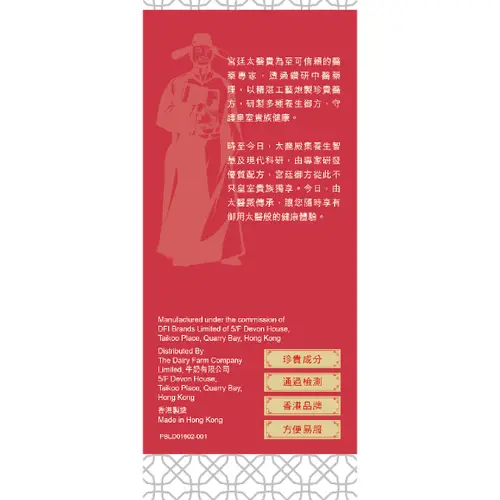 宮廷太醫貴為至可信賴的醫
藥專家，透過鑽研中醫藥
理，以精湛工藝炮製珍貴醫
方，研製多種養生御方，守
護皇室貴族健康。
時至今日，太醫殿集養生智
慧及現代科研，由專家研發
優質配方，宮廷御方從此不
只皇室貴族獨享。今日，由
太醫殿傳承，讓您隨時享有
御用太醫般的健康體驗。
Manufactured under the commission of
DFI Brands Limited of 5/F Devon House,
Taikoo Place, Quarry Bay, Hong Kong
Distributed By
The Dairy Farm Company
Limited, 牛奶有限公司
5/F Devon House,
Taikoo Place, Quarry Bay,
Hong Kong
香港製造
Made in Hong Kong
PSLD01602-001
珍貴成分
通過檢測
香港品牌
方便易服